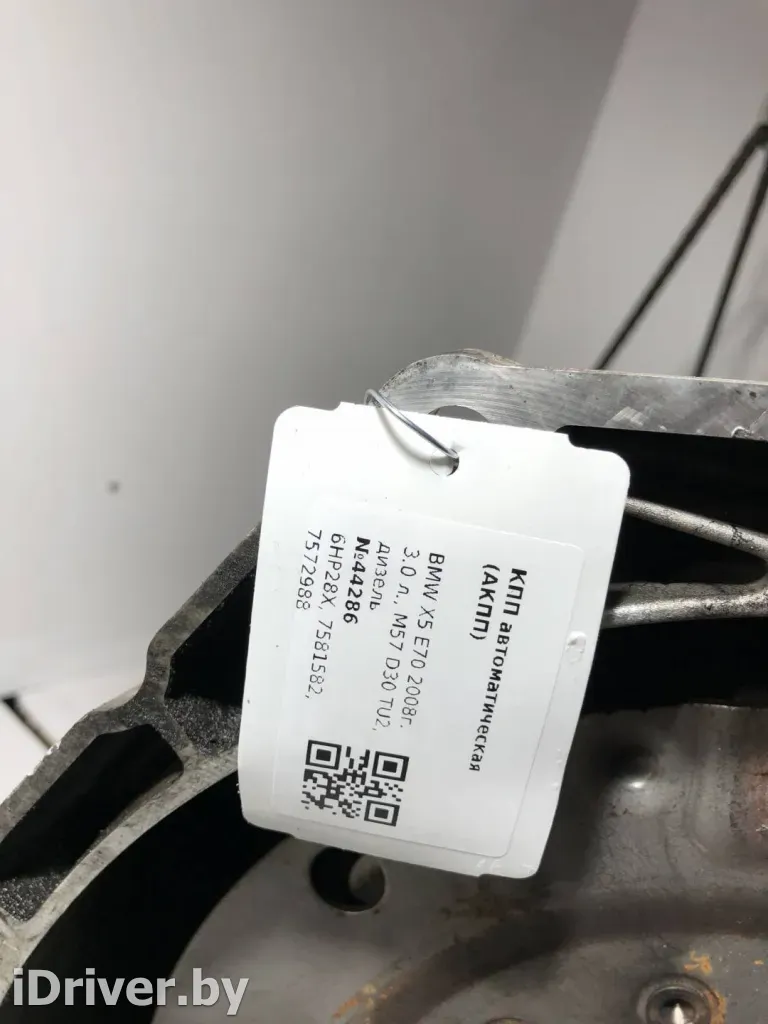 КПП автоматическая
(АКПП)
BMW X5 E70 2008г.
3.0 л., M57 D30 TU2,
дизель
№44286
6HP28X, 7581582,
7572988
iDriver.by